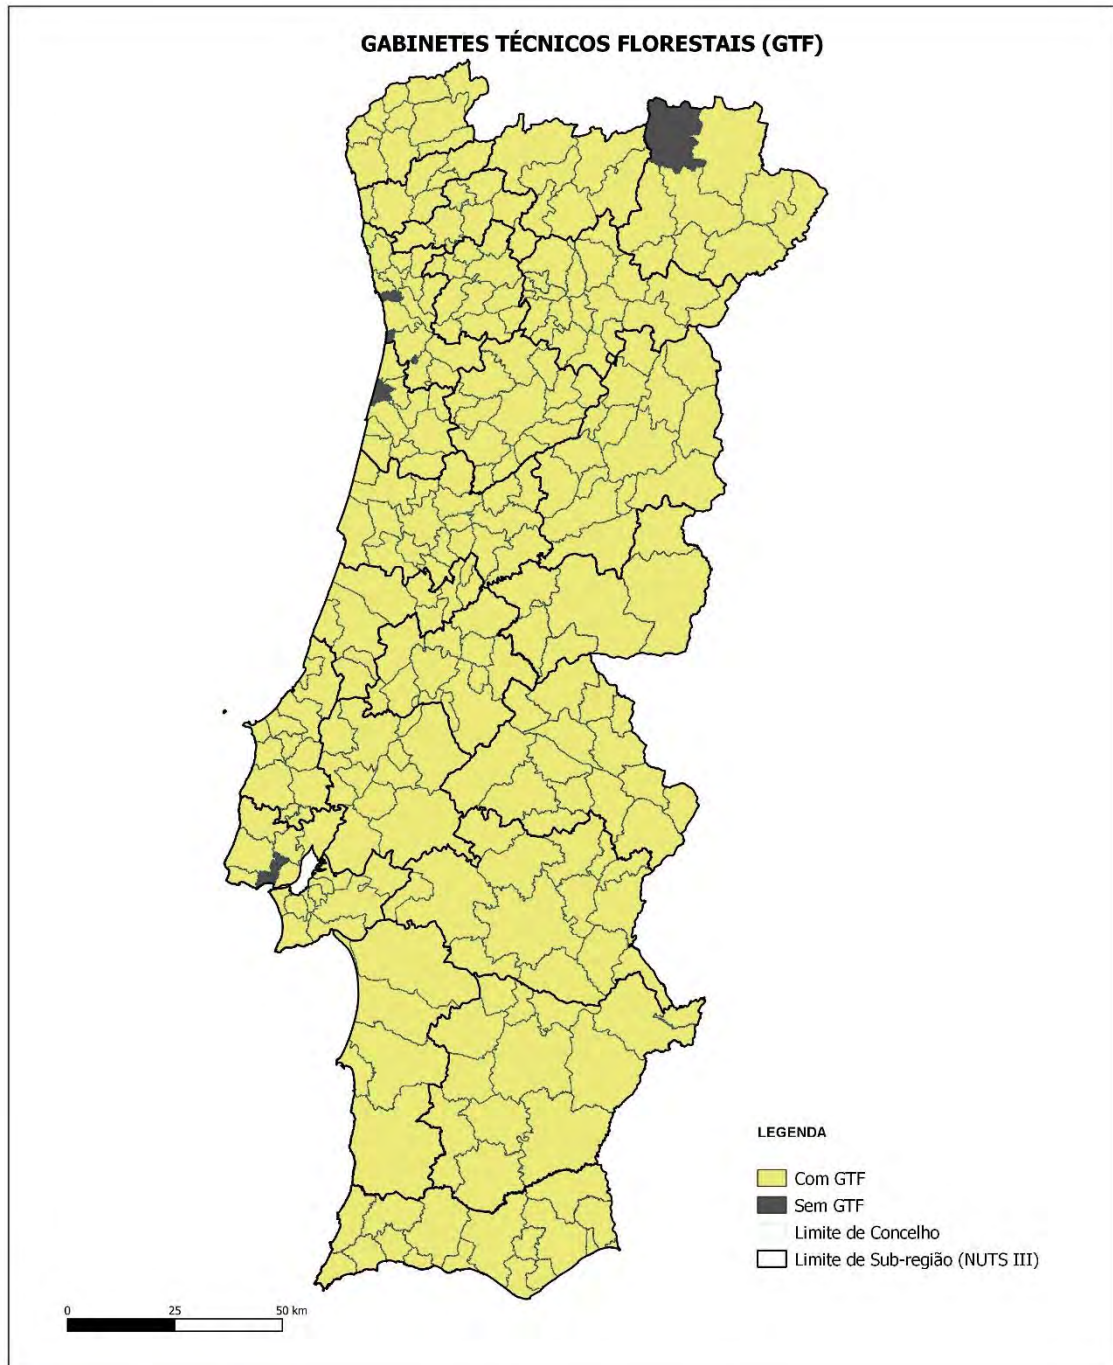 GABINETES TÉCNICOS FLORESTAIS (GTF)
LEGENDA
Com GTF
Sem GTF
Limite de Concelho
Limite de Sub-região (NUTS III)
0 25 50 km